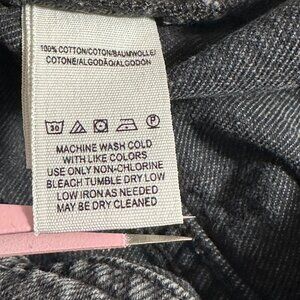 100% COTTON/COTON/BAUMWOLLE/
COTONE/ALGODÃO/ALGODÓN
30 P
MACHINE WASH COLD
WITH LIKE COLORS
USE ONLY NON-CHLORINE
BLEACH TUMBLE DRY LOW
LOW IRON AS NEEDED
MAY BE DRY CLEANED